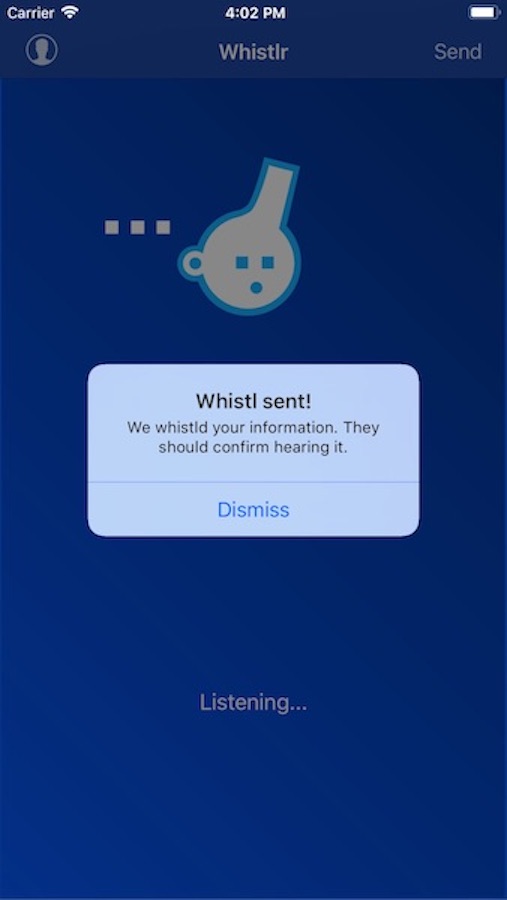 Carrier 4:02 PM
Whistlr Send
Whistl sent!
We whistld your information. They
should confirm hearing it.
Dismiss
Listening...